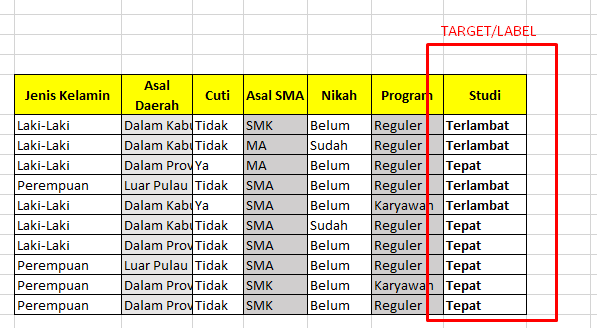 TARGET/LABEL
Jenis Kelamin Asal Daerah Cuti Asal SMA Nikah Program Studi
Laki-Laki Dalam Kabu Tidak SMK Belum Reguler Terlambat
Laki-Laki Dalam Kabu Tidak MA Sudah Reguler Terlambat
Laki-Laki Dalam Prov Ya MA Belum Reguler Tepat
Perempuan Luar Pulau Tidak SMA Belum Reguler Terlambat
Laki-Laki Dalam Kabu Ya SMA Belum Karyawan Terlambat
Laki-Laki Dalam Kabu Tidak SMA Sudah Reguler Tepat
Laki-Laki Dalam Prov Tidak SMA Belum Reguler Tepat
Perempuan Luar Pulau Tidak SMA Belum Reguler Tepat
Perempuan Dalam Prov Tidak SMK Belum Karyawan Tepat
Perempuan Dalam Prov Tidak SMK Belum Reguler Tepat